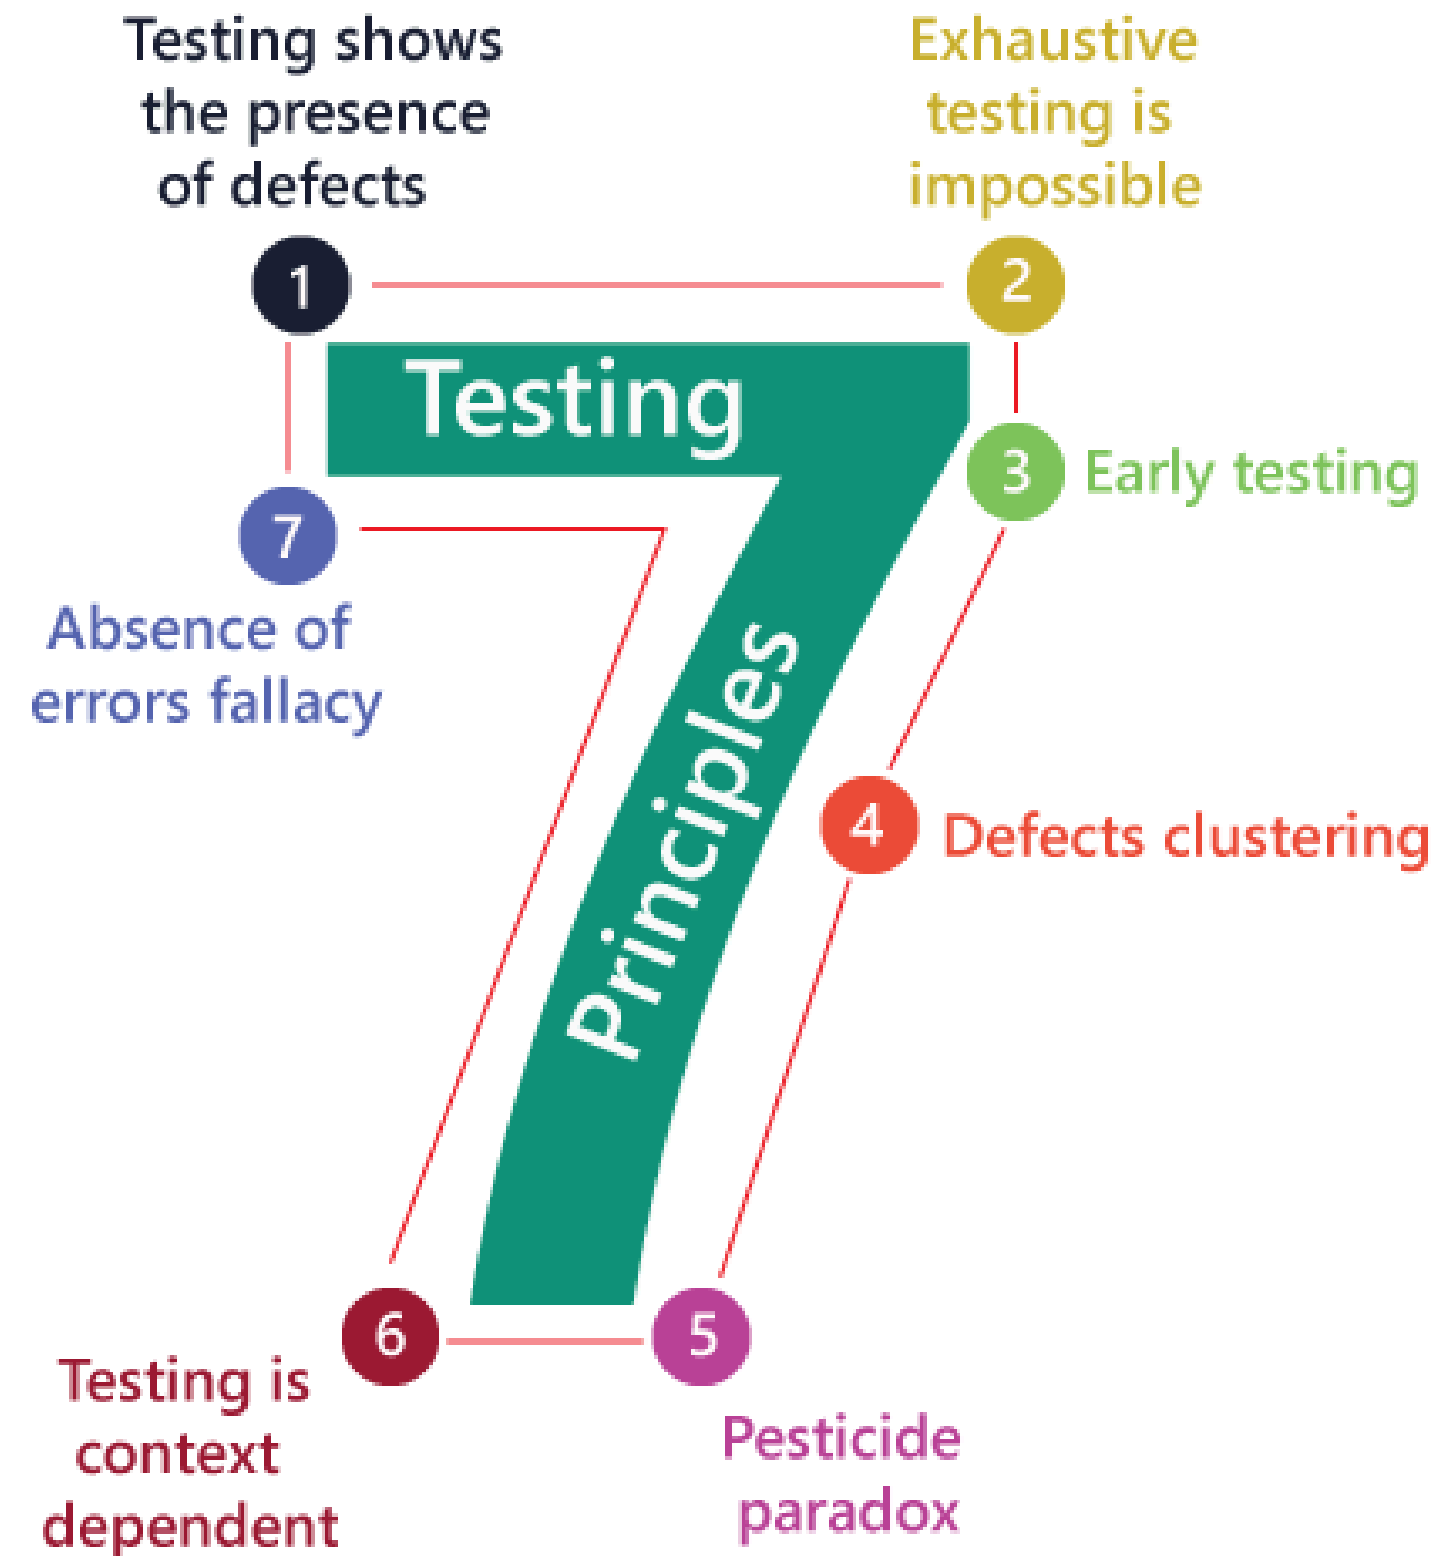 Testing shows
the presence
of defects
1
Exhaustive
testing is
impossible
2
Testing
Principles
3
Early testing
4
Defects clustering
5
Pesticide
paradox
6
Testing is
context
dependent
7
Absence of
errors fallacy